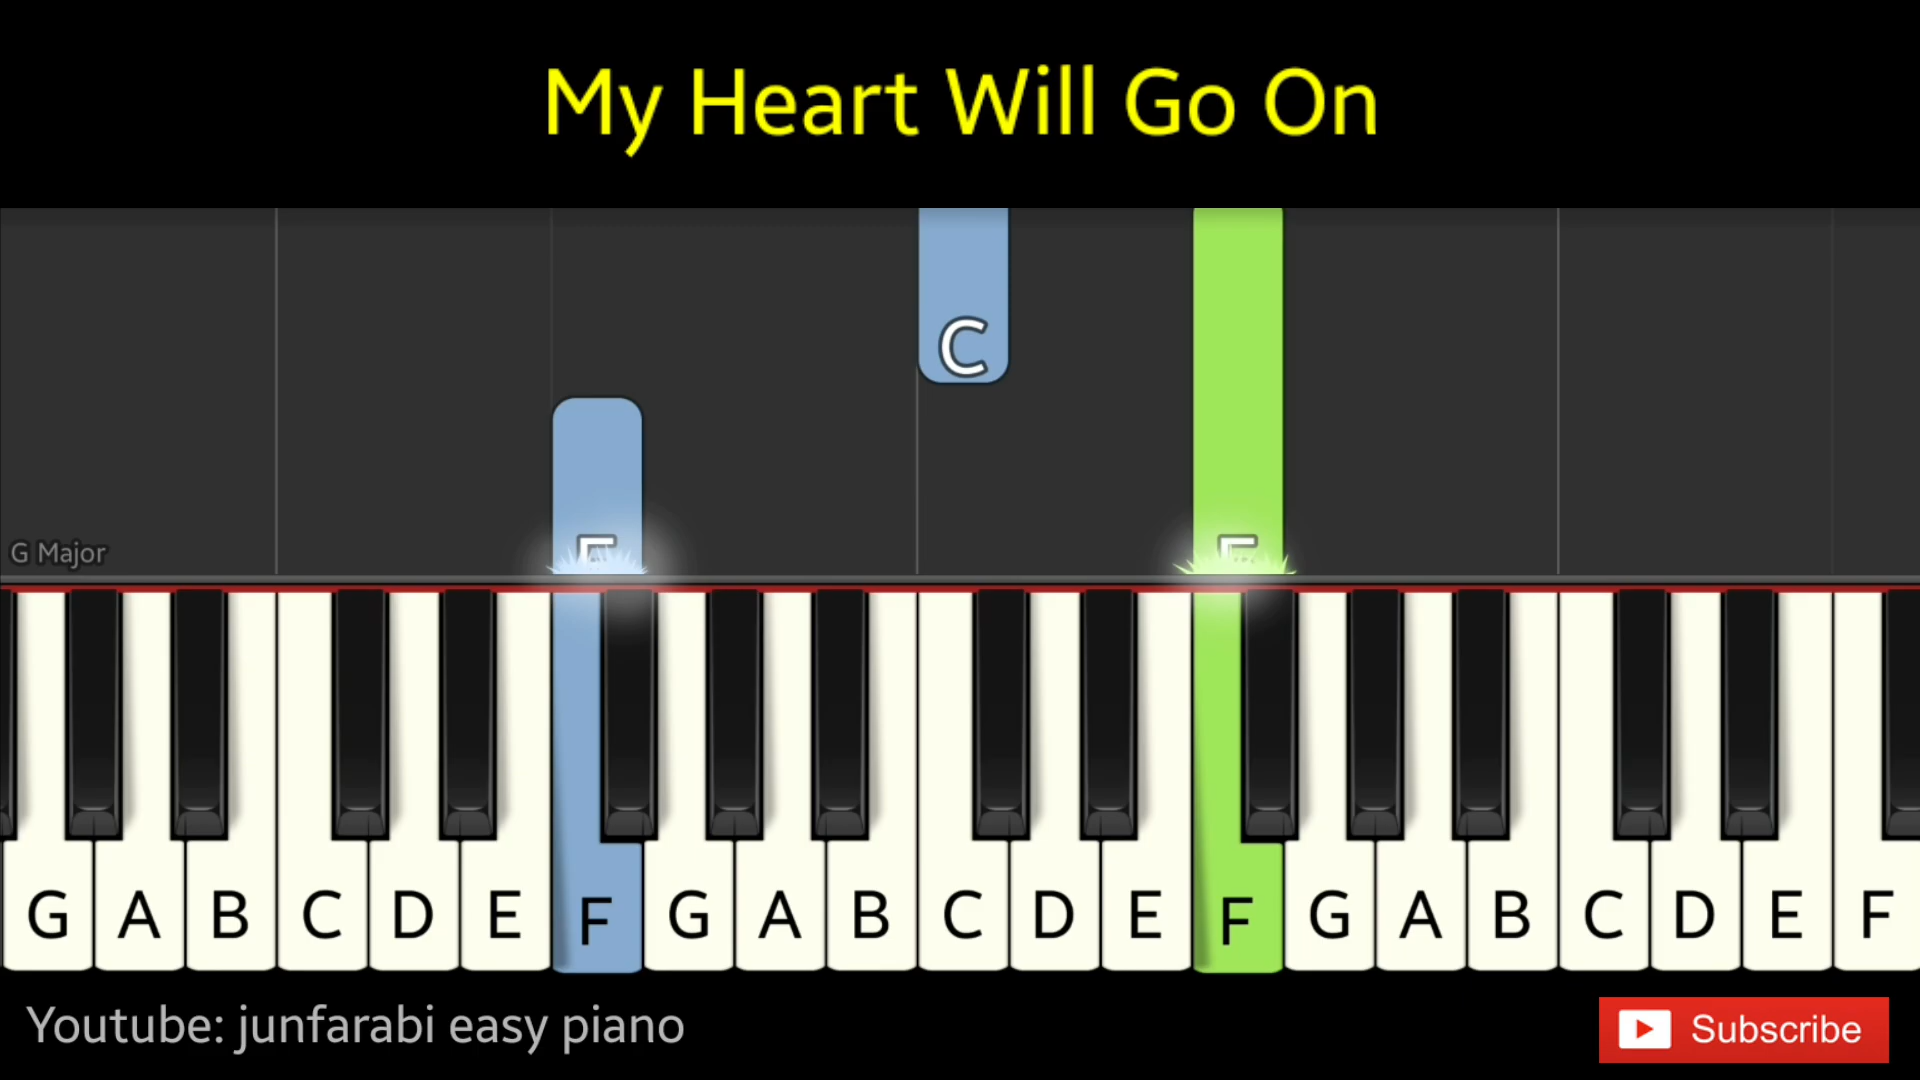 My Heart Will Go On
C
F F
G Major
G A B C D E F G A B C D E F G A B C D E F
Youtube: junfarabi easy piano
Subscribe